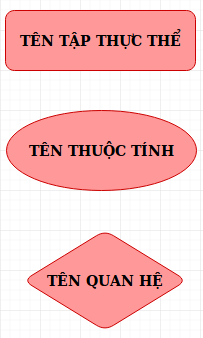 TÊN TẬP THỰC THỂ
TÊN THUỘC TÍNH
TÊN QUAN HỆ